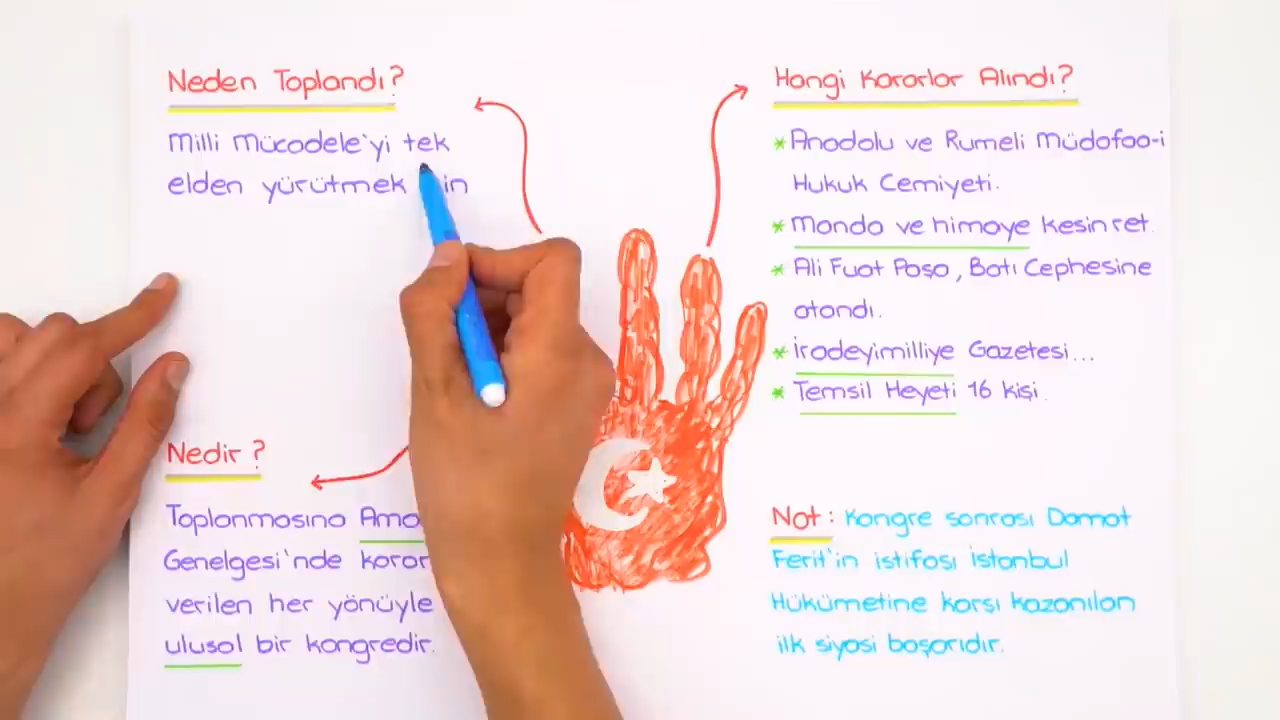 Neden Toplandı?
Milli Mücadele'yi tek
elden yürütmek
Nedir?
Toplanmasına
Genelgesi'nde
verilen her yönüyle
ulusal bir kongredir.
Hangi Kararlar Alındı?
* Anadolu ve Rumeli Müdafaa-i
Hukuk Cemiyeti.
* Manda ve himaye kesin ret.
* Ali Fuat Paşa, Batı Cephesine
atandı.
* İradeyimilliye Gazetesi...
* Temsil Heyeti 16 kişi.
Not: Kongre sonrası Damat
Ferit'in istifası İstanbul
Hükümetine karşı kazanılan
ilk siyasi başarıdır.